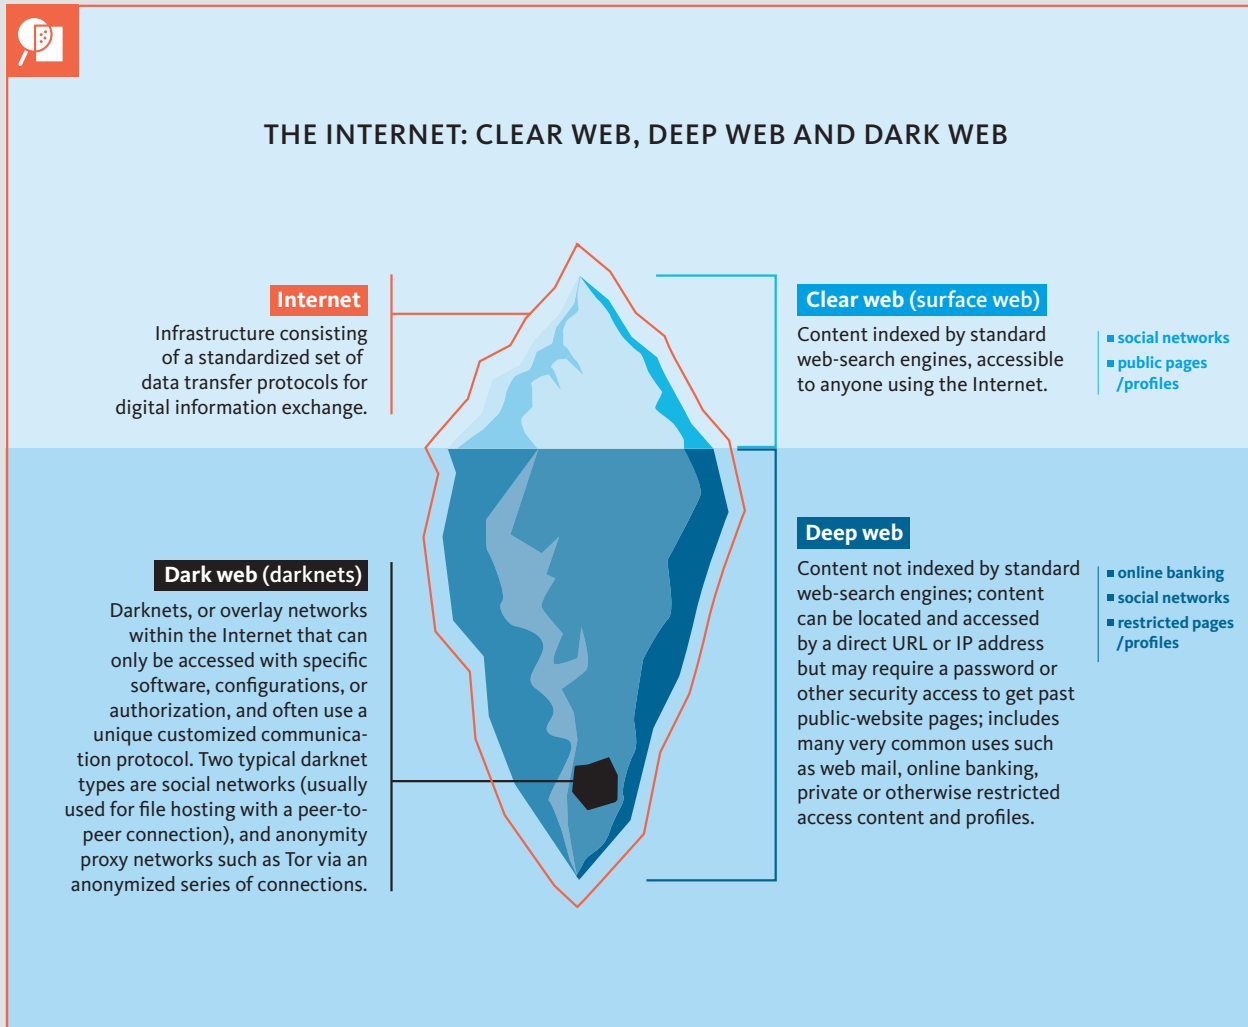 THE INTERNET: CLEAR WEB, DEEP WEB AND DARK WEB
Internet
Infrastructure consisting
of a standardized set of
data transfer protocols for
digital information exchange.
Clear web (surface web)
Content indexed by standard
web-search engines, accessible
to anyone using the Internet.
social networks
public pages
/profiles
Dark web (darknets)
Darknets, or overlay networks
within the Internet that can
only be accessed with specific
software, configurations, or
authorization, and often use a
unique customized communica-
tion protocol. Two typical darknet
types are social networks (usually
used for file hosting with a peer-to-
peer connection), and anonymity
proxy networks such as Tor via an
anonymized series of connections.
Deep web
Content not indexed by standard
web-search engines; content
can be located and accessed
by a direct URL or IP address
but may require a password or
other security access to get past
public-website pages; includes
many very common uses such
as web mail, online banking,
private or otherwise restricted
access content and profiles.
online banking
social networks
restricted pages
/profiles